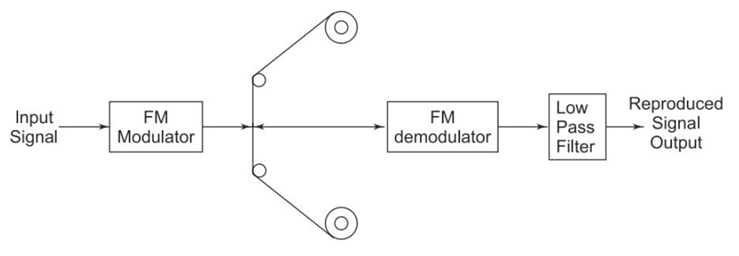 Input
Signal
FM
Modulator
FM
demodulator
Low
Pass
Filter
Reproduced
Signal
Output